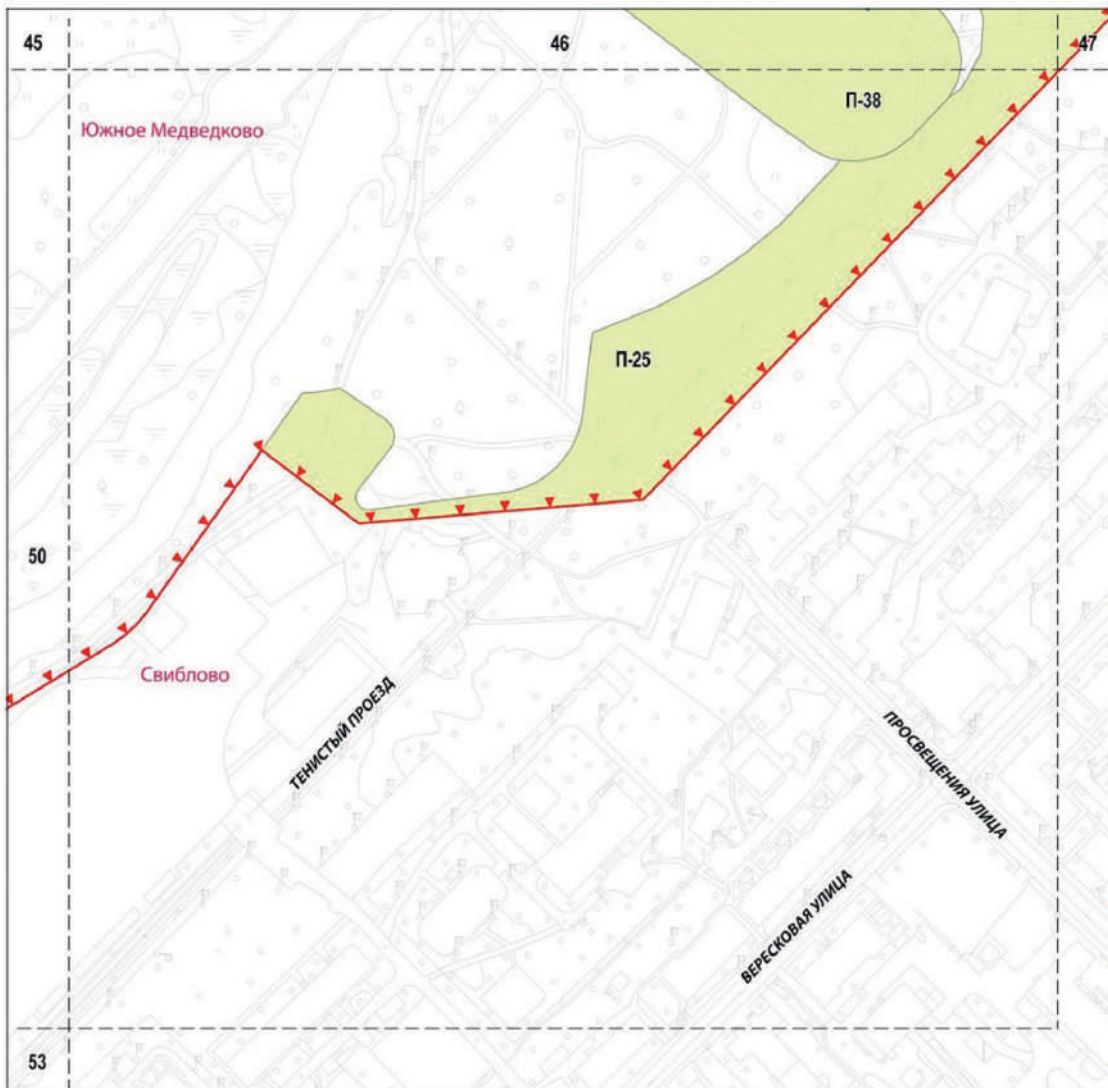 45
46
47
П-38
Южное Медведково
П-25
50
Свиблово
ТЕНИСТЫЙ ПРОЕЗД
ПРОСВЕЩЕНИЯ УЛИЦА
ВЕРЕСКОВАЯ УЛИЦА
53